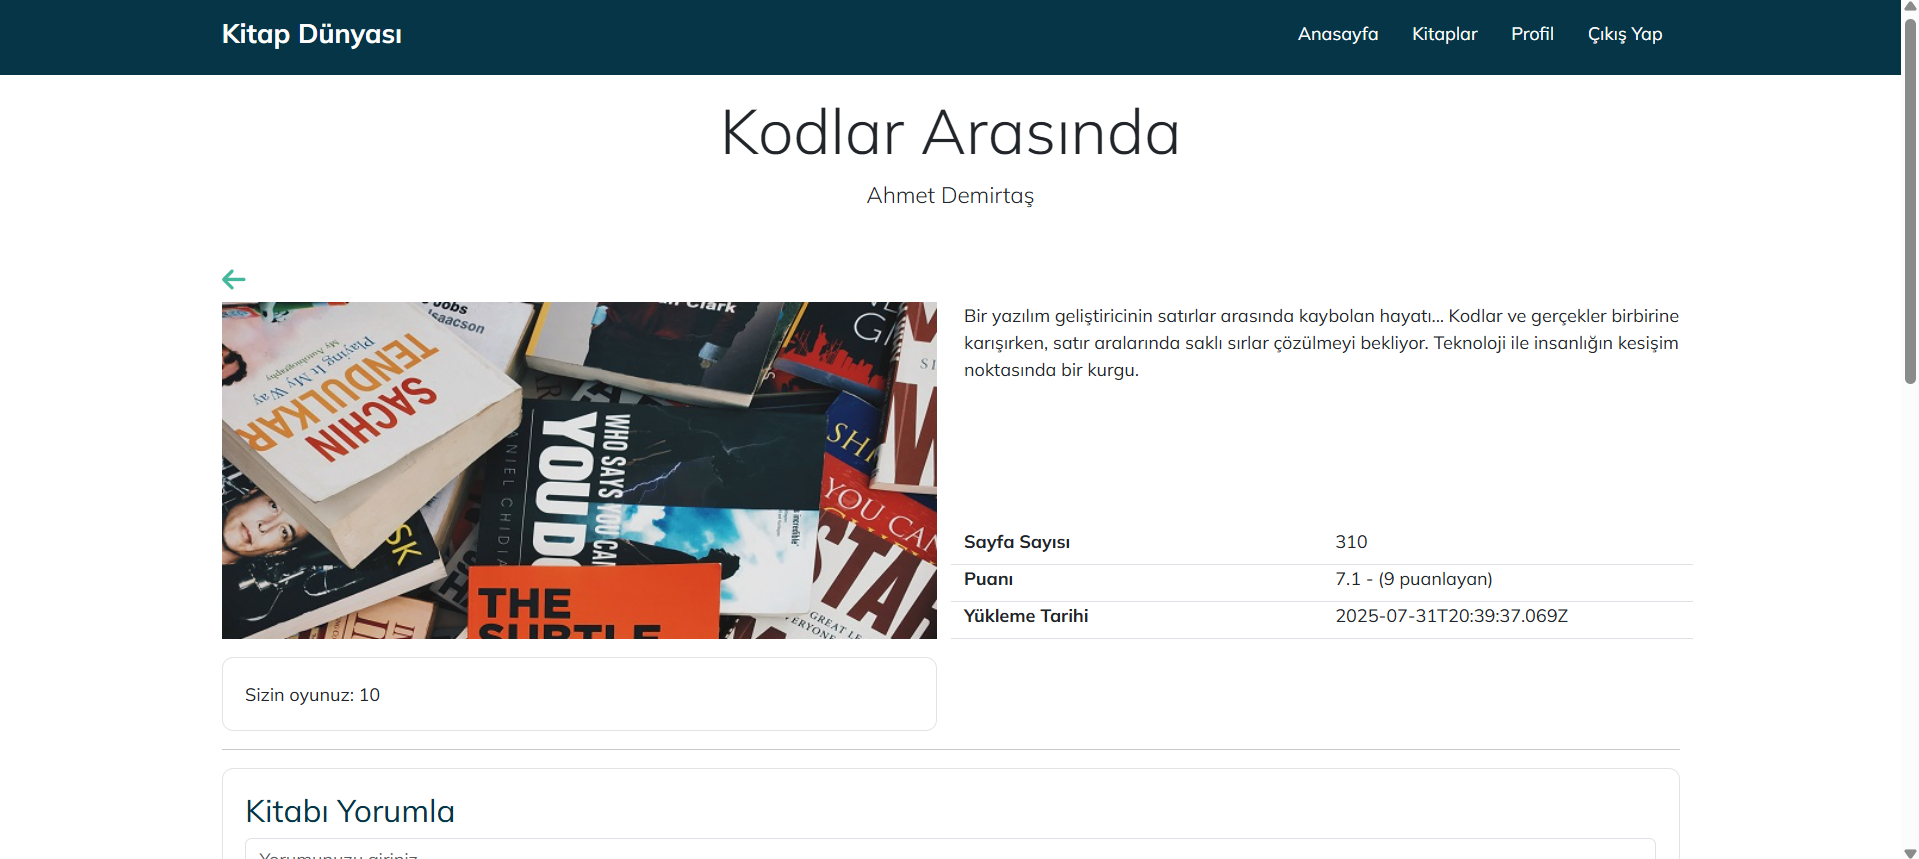 Kitap Dünyası
Anasayfa Kitaplar Profil Çıkış Yap
Kodlar Arasında
Ahmet Demirtaş
Jobs
Isaacson
Clark
Playing It My Way
My Autobiography
TENDULKAR
SACHIN
WHO SAYS YOU CAN
YOU DO
NIEL CHIDIA
SK
SHI
YOU CAN
STAR
GREAT LE
EVERYONE
incredible
THE
SUBTLE
Bir yazılım geliştiricinin satırlar arasında kaybolan hayatı... Kodlar ve gerçekler birbirine
karışırken, satır aralarında saklı sırlar çözülmeyi bekliyor. Teknoloji ile insanlığın kesişim
noktasında bir kurgu.
Sayfa Sayısı 310
Puanı 7.1 - (9 puanlayan)
Yükleme Tarihi 2025-07-31T20:39:37.069Z
Sizin oyunuz: 10
Kitabı Yorumla
Yorumunuzu giriniz